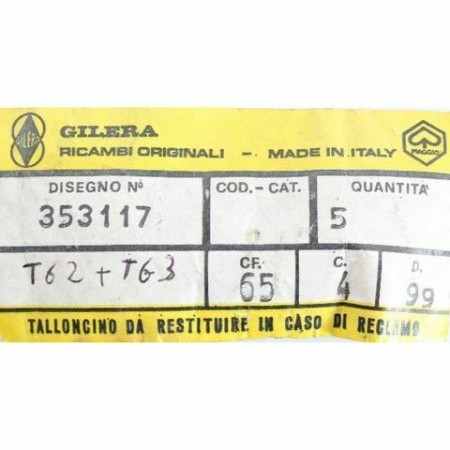 GILERA
GILERA
RICAMBI ORIGINALI - MADE IN ITALY
PIAGGIO
DISEGNO Nº COD.-CAT. QUANTITA'
353117 5
T62 + T63 CF. C. D.
65 4 99
TALLONCINO DA RESTITUIRE IN CASO DI RECLAMO